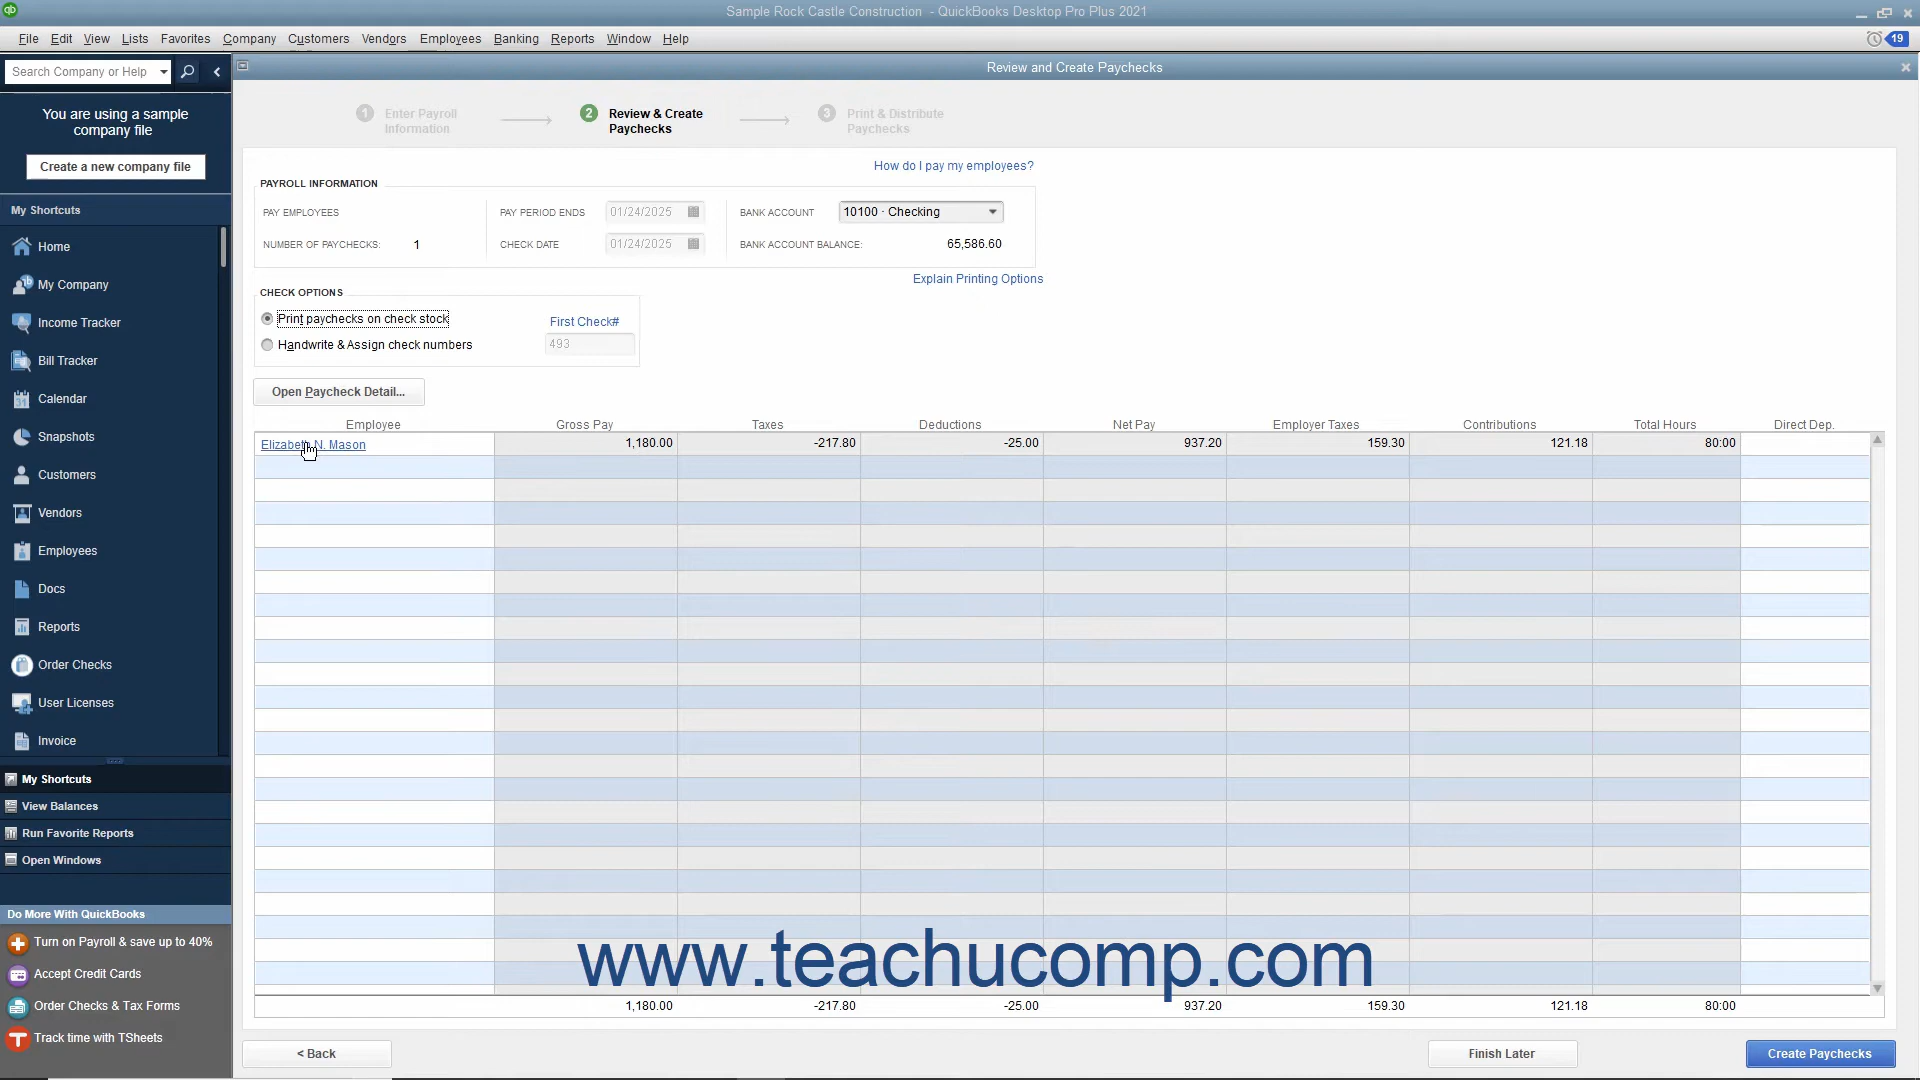 Sample Rock Castle Construction - QuickBooks Desktop Pro Plus 2021
File Edit View Lists Favorites Company Customers Vendors Employees Banking Reports Window Help
19
Search Company or Help
Review and Create Paychecks
You are using a sample
company file
Create a new company file
My Shortcuts
Home
My Company
Income Tracker
Bill Tracker
Calendar
Snapshots
Customers
Vendors
Employees
Docs
Reports
Order Checks
User Licenses
Invoice
My Shortcuts
View Balances
Run Favorite Reports
Open Windows
Do More With QuickBooks
Turn on Payroll & save up to 40%
Accept Credit Cards
Order Checks & Tax Forms
Track time with TSheets
1 Enter Payroll
Information
2 Review & Create
Paychecks
3 Print & Distribute
Paychecks
How do I pay my employees?
PAYROLL INFORMATION
PAY EMPLOYEES PAY PERIOD ENDS 01/24/2025 BANK ACCOUNT 10100 · Checking
NUMBER OF PAYCHECKS: 1 CHECK DATE 01/24/2025 BANK ACCOUNT BALANCE: 65,586.60
Explain Printing Options
CHECK OPTIONS
Print paychecks on check stock First Check#
Handwrite & Assign check numbers 493
Open Paycheck Detail...
Employee Gross Pay Taxes Deductions Net Pay Employer Taxes Contributions Total Hours Direct Dep.
Elizabeth N. Mason 1,180.00 -217.80 -25.00 937.20 159.30 121.18 80:00
www.teachucomp.com
1,180.00 -217.80 -25.00 937.20 159.30 121.18 80:00
< Back Finish Later Create Paychecks